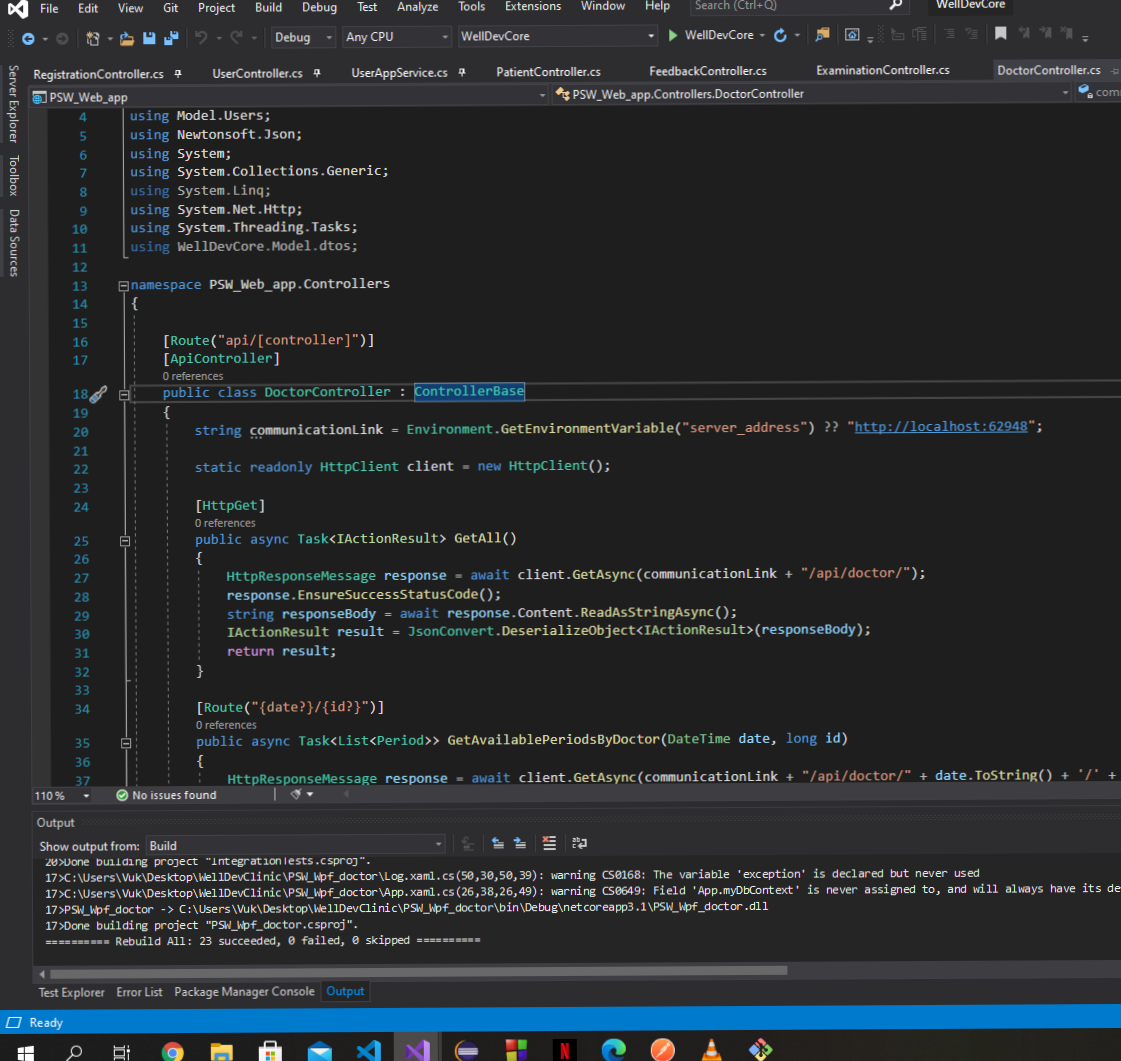 File Edit View Git Project Build Debug Test Analyze Tools Extensions Window Help Search (Ctrl+Q) WellDevCore
Debug Any CPU WellDevCore WellDevCore
RegistrationController.cs UserController.cs UserAppService.cs PatientController.cs FeedbackController.cs ExaminationController.cs DoctorController.cs
Server Explorer
Toolbox
Data Sources
PSW_Web_app PSW_Web_app.Controllers.DoctorController com
4 using Model.Users;
5 using Newtonsoft.Json;
6 using System;
7 using System.Collections.Generic;
8 using System.Linq;
9 using System.Net.Http;
10 using System.Threading.Tasks;
11 using WellDevCore.Model.dtos;
12
13 namespace PSW_Web_app.Controllers
14 {
15
16 [Route("api/[controller]")]
17 [ApiController]
0 references
18 public class DoctorController : ControllerBase
19 {
20 string communicationLink = Environment.GetEnvironmentVariable("server_address") ?? "http://localhost:62948";
21
22 static readonly HttpClient client = new HttpClient();
23
24 [HttpGet]
0 references
25 public async Task<IActionResult> GetAll()
26 {
27 HttpResponseMessage response = await client.GetAsync(communicationLink + "/api/doctor/");
28 response.EnsureSuccessStatusCode();
29 string responseBody = await response.Content.ReadAsStringAsync();
30 IActionResult result = JsonConvert.DeserializeObject<IActionResult>(responseBody);
31 return result;
32 }
33
34 [Route("{date?}/{id?}")]
0 references
35 public async Task<List<Period>> GetAvailablePeriodsByDoctor(DateTime date, long id)
36 {
37 HttpResponseMessage response = await client.GetAsync(communicationLink + "/api/doctor/" + date.ToString() + '/' +
110 % No issues found
Output
Show output from: Build
20>Done building project "IntegrationTests.csproj".
17>C:\Users\Vuk\Desktop\WellDevClinic\PSW_Wpf_doctor\Log.xaml.cs(50,30,50,39): warning CS0168: The variable 'exception' is declared but never used
17>C:\Users\Vuk\Desktop\WellDevClinic\PSW_Wpf_doctor\App.xaml.cs(26,38,26,49): warning CS0649: Field 'App.myDbContext' is never assigned to, and will always have its de
17>PSW_Wpf_doctor -> C:\Users\Vuk\Desktop\WellDevClinic\PSW_Wpf_doctor\bin\Debug\netcoreapp3.1\PSW_Wpf_doctor.dll
17>Done building project "PSW_Wpf_doctor.csproj".
========== Rebuild All: 23 succeeded, 0 failed, 0 skipped ==========
Test Explorer Error List Package Manager Console Output
Ready